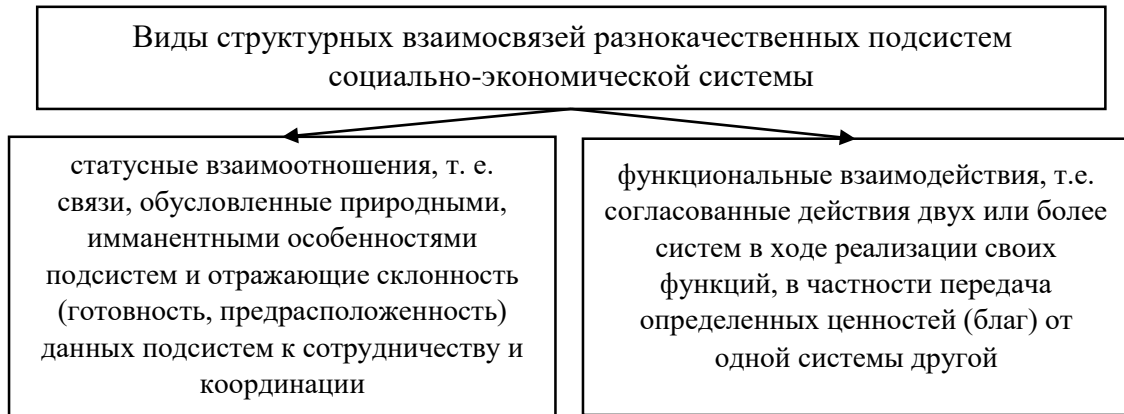 Виды структурных взаимосвязей разнокачественных подсистем
социально-экономической системы
статусные взаимоотношения, т. е.
связи, обусловленные природными,
имманентными особенностями
подсистем и отражающие склонность
(готовность, предрасположенность)
данных подсистем к сотрудничеству и
координации
функциональные взаимодействия, т.е.
согласованные действия двух или более
систем в ходе реализации своих
функций, в частности передача
определенных ценностей (благ) от
одной системы другой